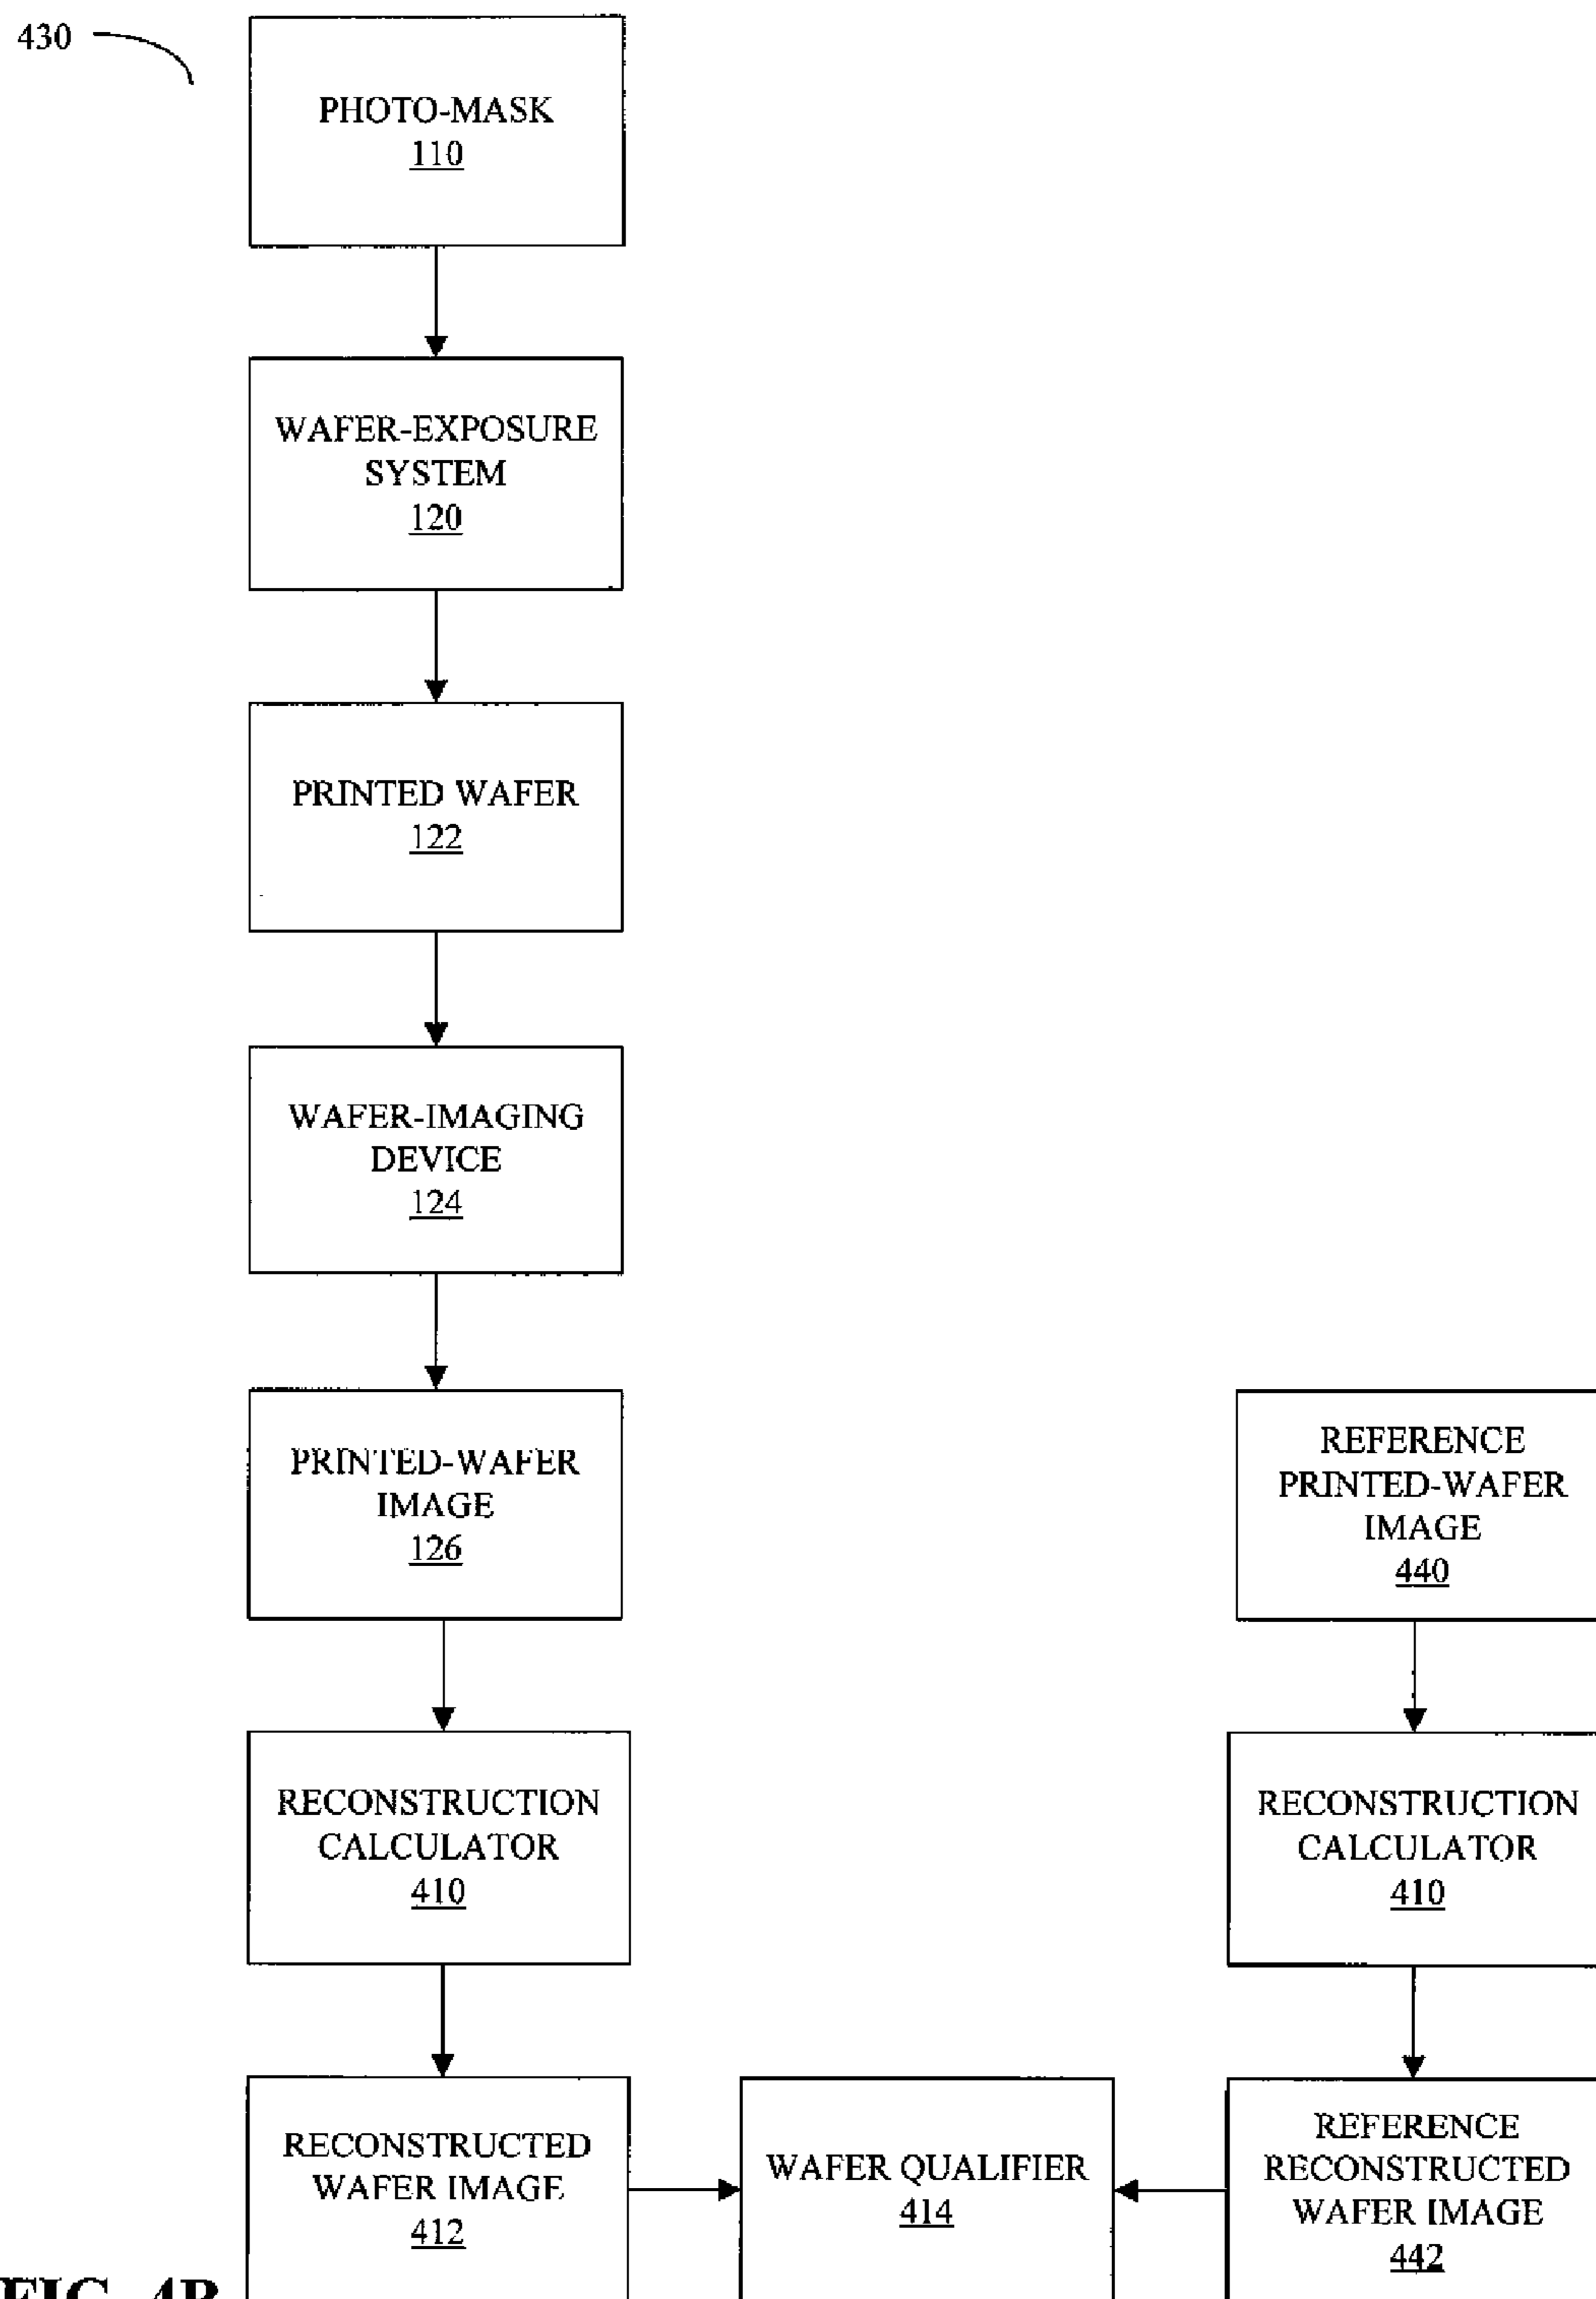 430
PHOTO-MASK
110
WAFER-EXPOSURE
SYSTEM
120
PRINTED WAFER
122
WAFER-IMAGING
DEVICE
124
PRINTED-WAFER
IMAGE
126
REFERENCE
PRINTED-WAFER
IMAGE
440
RECONSTRUCTION
CALCULATOR
410
RECONSTRUCTION
CALCULATOR
410
RECONSTRUCTED
WAFER IMAGE
412
WAFER QUALIFIER
414
REFERENCE
RECONSTRUCTED
WAFER IMAGE
442
FIG. 4B